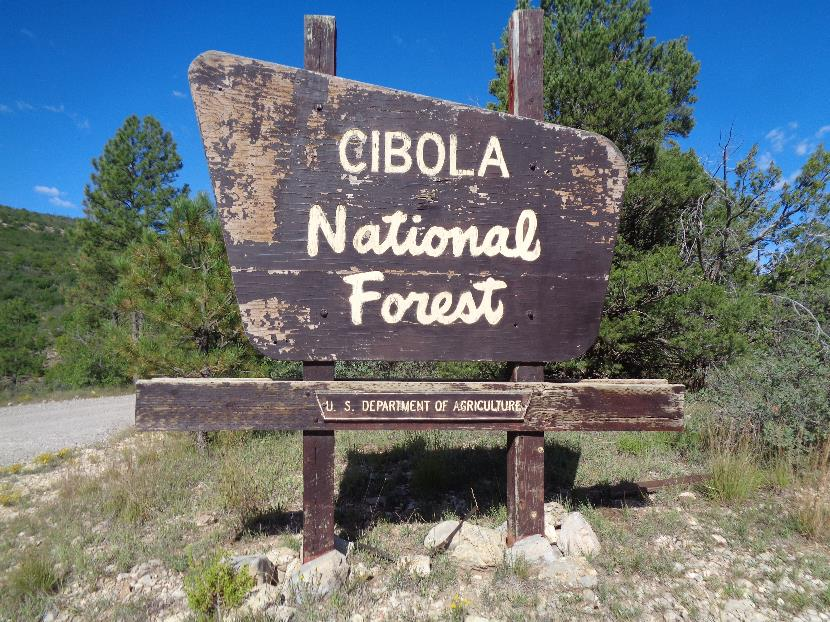 CIBOLA
National
Forest
U. S. DEPARTMENT OF AGRICULTURE